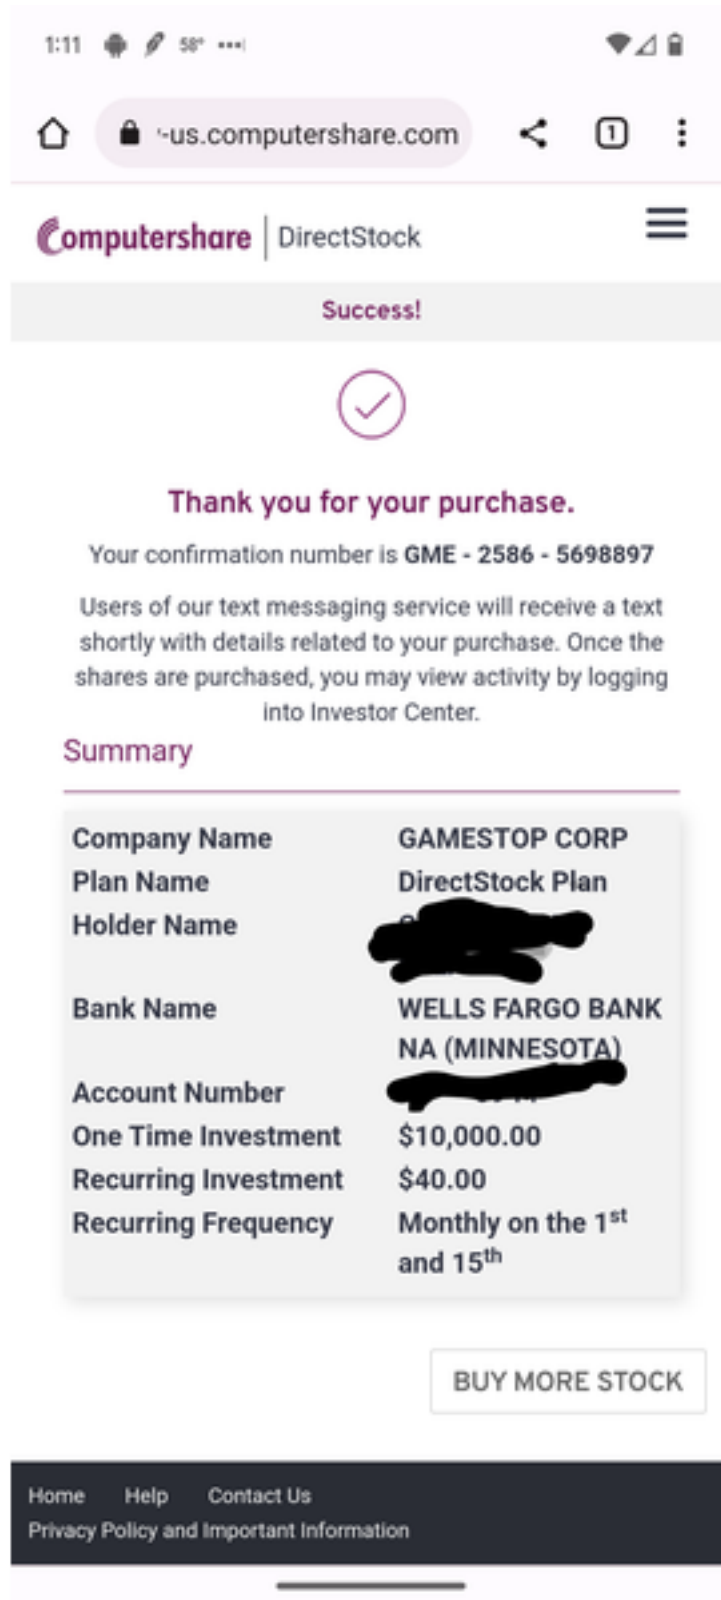 1:11 58°
-us.computershare.com 1
Computershare DirectStock
Success!
Thank you for your purchase.
Your confirmation number is GME - 2586 - 5698897
Users of our text messaging service will receive a text
shortly with details related to your purchase. Once the
shares are purchased, you may view activity by logging
into Investor Center.
Summary
Company Name GAMESTOP CORP
Plan Name DirectStock Plan
Holder Name
Bank Name WELLS FARGO BANK
NA (MINNESOTA)
Account Number
One Time Investment $10,000.00
Recurring Investment $40.00
Recurring Frequency Monthly on the 1st
and 15th
BUY MORE STOCK
Home Help Contact Us
Privacy Policy and Important Information